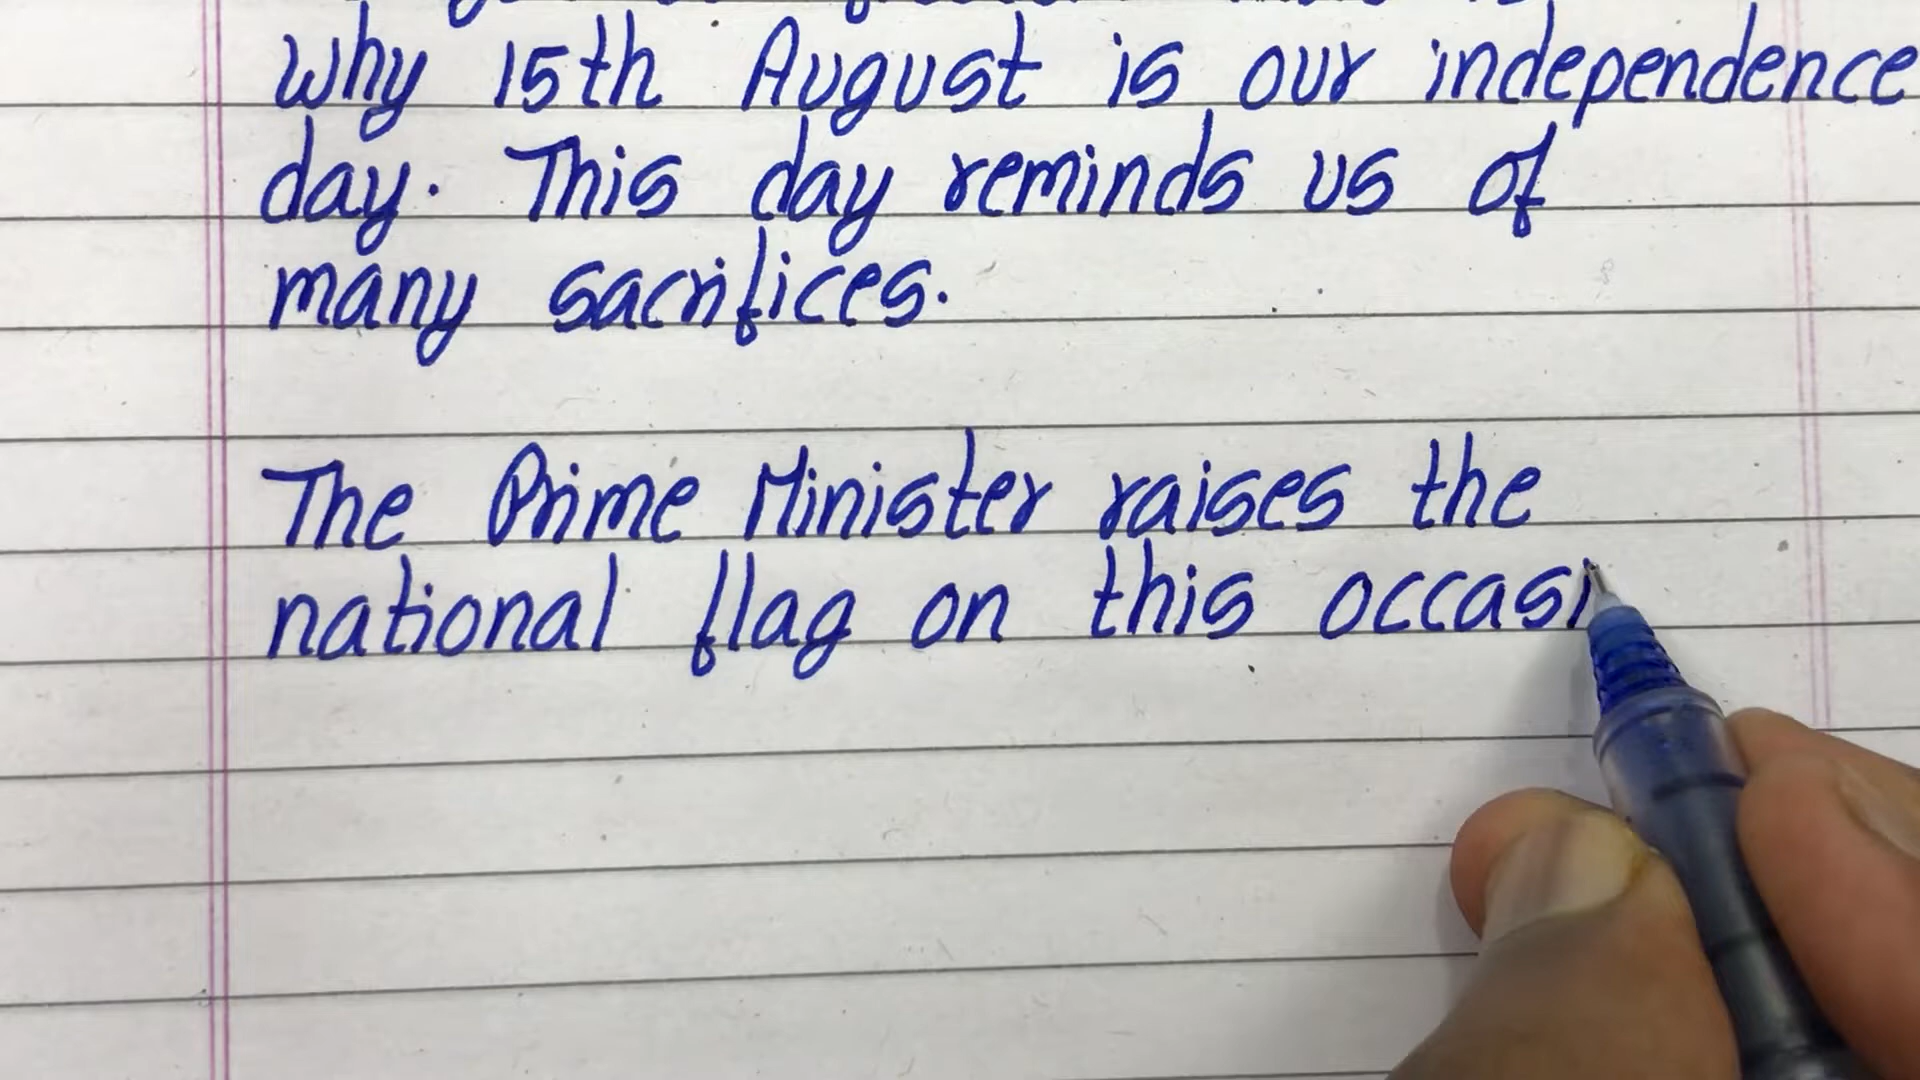 why 15th August is our independence
day. This day reminds us of
many sacrifices.
The Prime Minister raises the
national flag on this occasi